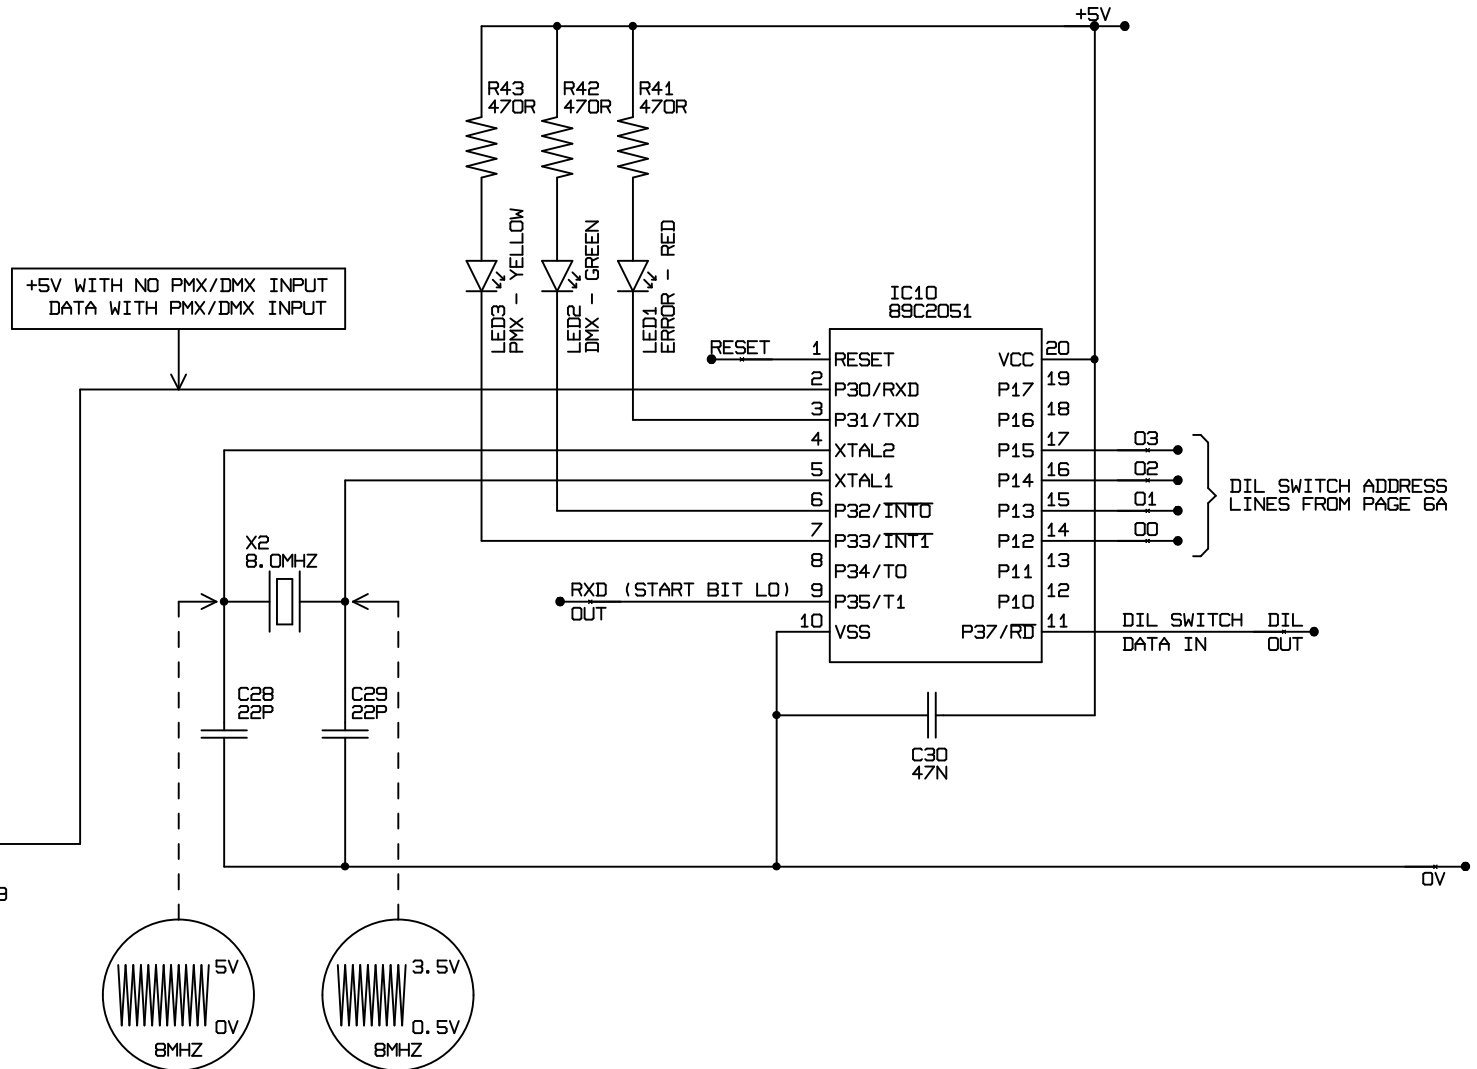 +5V
R43
470R
R42
470R
R41
470R
LED3
PMX - YELLOW
LED2
DMX - GREEN
LED1
ERROR - RED
+5V WITH NO PMX/DMX INPUT
DATA WITH PMX/DMX INPUT
IC10
89C2051
RESET
1
RESET
2
P30/RXD
3
P31/TXD
4
XTAL2
5
XTAL1
6
P32/INT0
7
P33/INT1
8
P34/T0
9
P35/T1
10
VSS
VCC
20
P17
19
P16
18
P15
17
P14
16
P13
15
P12
14
P11
13
P10
12
P37/RD
11
03
02
01
00
DIL SWITCH ADDRESS
LINES FROM PAGE 6A
X2
8.0MHZ
RXD (START BIT LO)
OUT
DIL SWITCH
DATA IN
DIL
OUT
C28
22P
C29
22P
C30
47N
0V
5V
0V
8MHZ
3.5V
0.5V
8MHZ